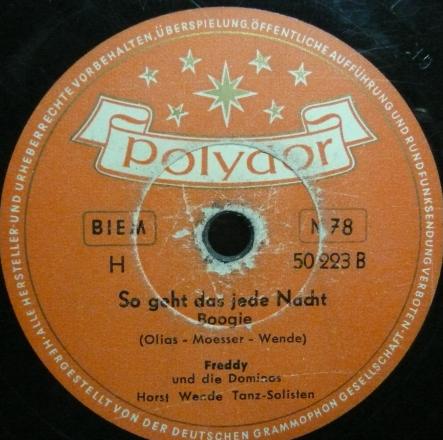 ALLE HERSTELLER- UND URHEBERRECHTE VORBEHALTEN, ÜBERSPIELUNG, ÖFFENTLICHE AUFFÜHRUNG UND RUNDFUNKSENDUNG VERBOTEN.
polydor
BIEM N 78
H 50 223 B
So geht das jede Nacht
Boogie
(Olias - Moesser - Wende)
Freddy
und die Dominos
Horst Wende Tanz-Solisten
HERGESTELLT VON DER DEUTSCHEN GRAMMOPHON GESELLSCHAFT.